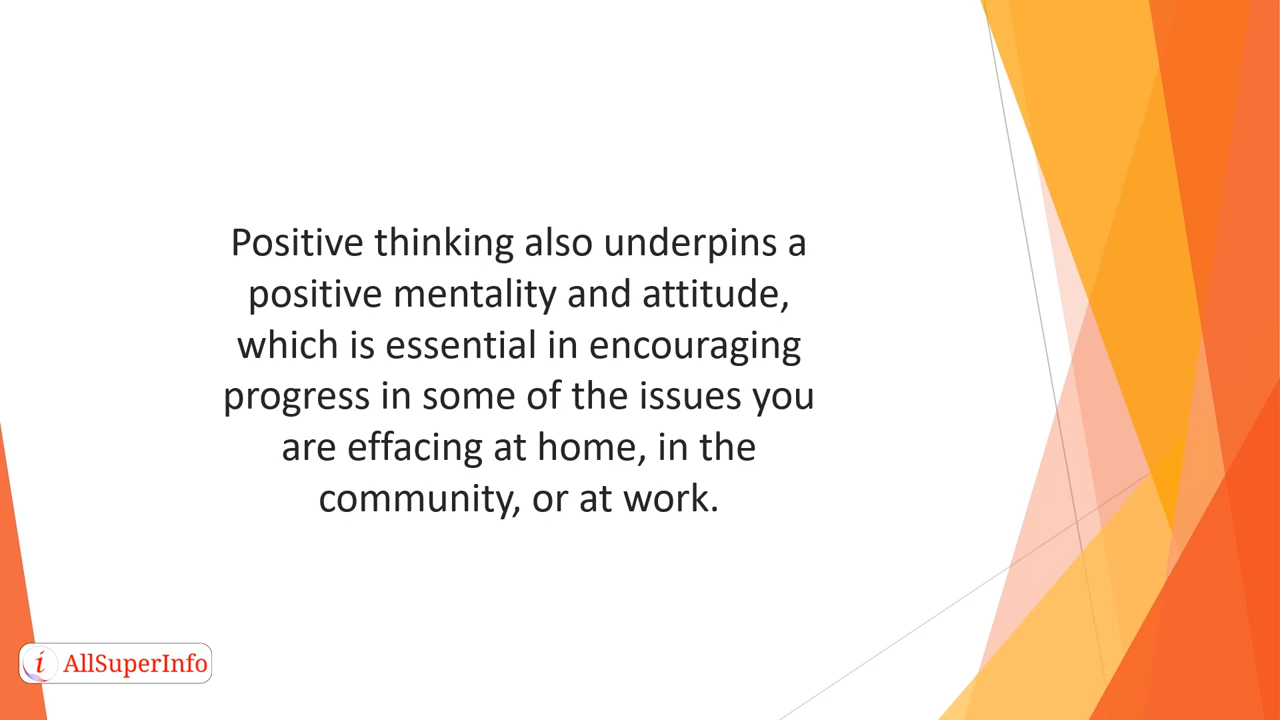 Positive thinking also underpins a
positive mentality and attitude,
which is essential in encouraging
progress in some of the issues you
are effacing at home, in the
community, or at work.
i AllSuperInfo